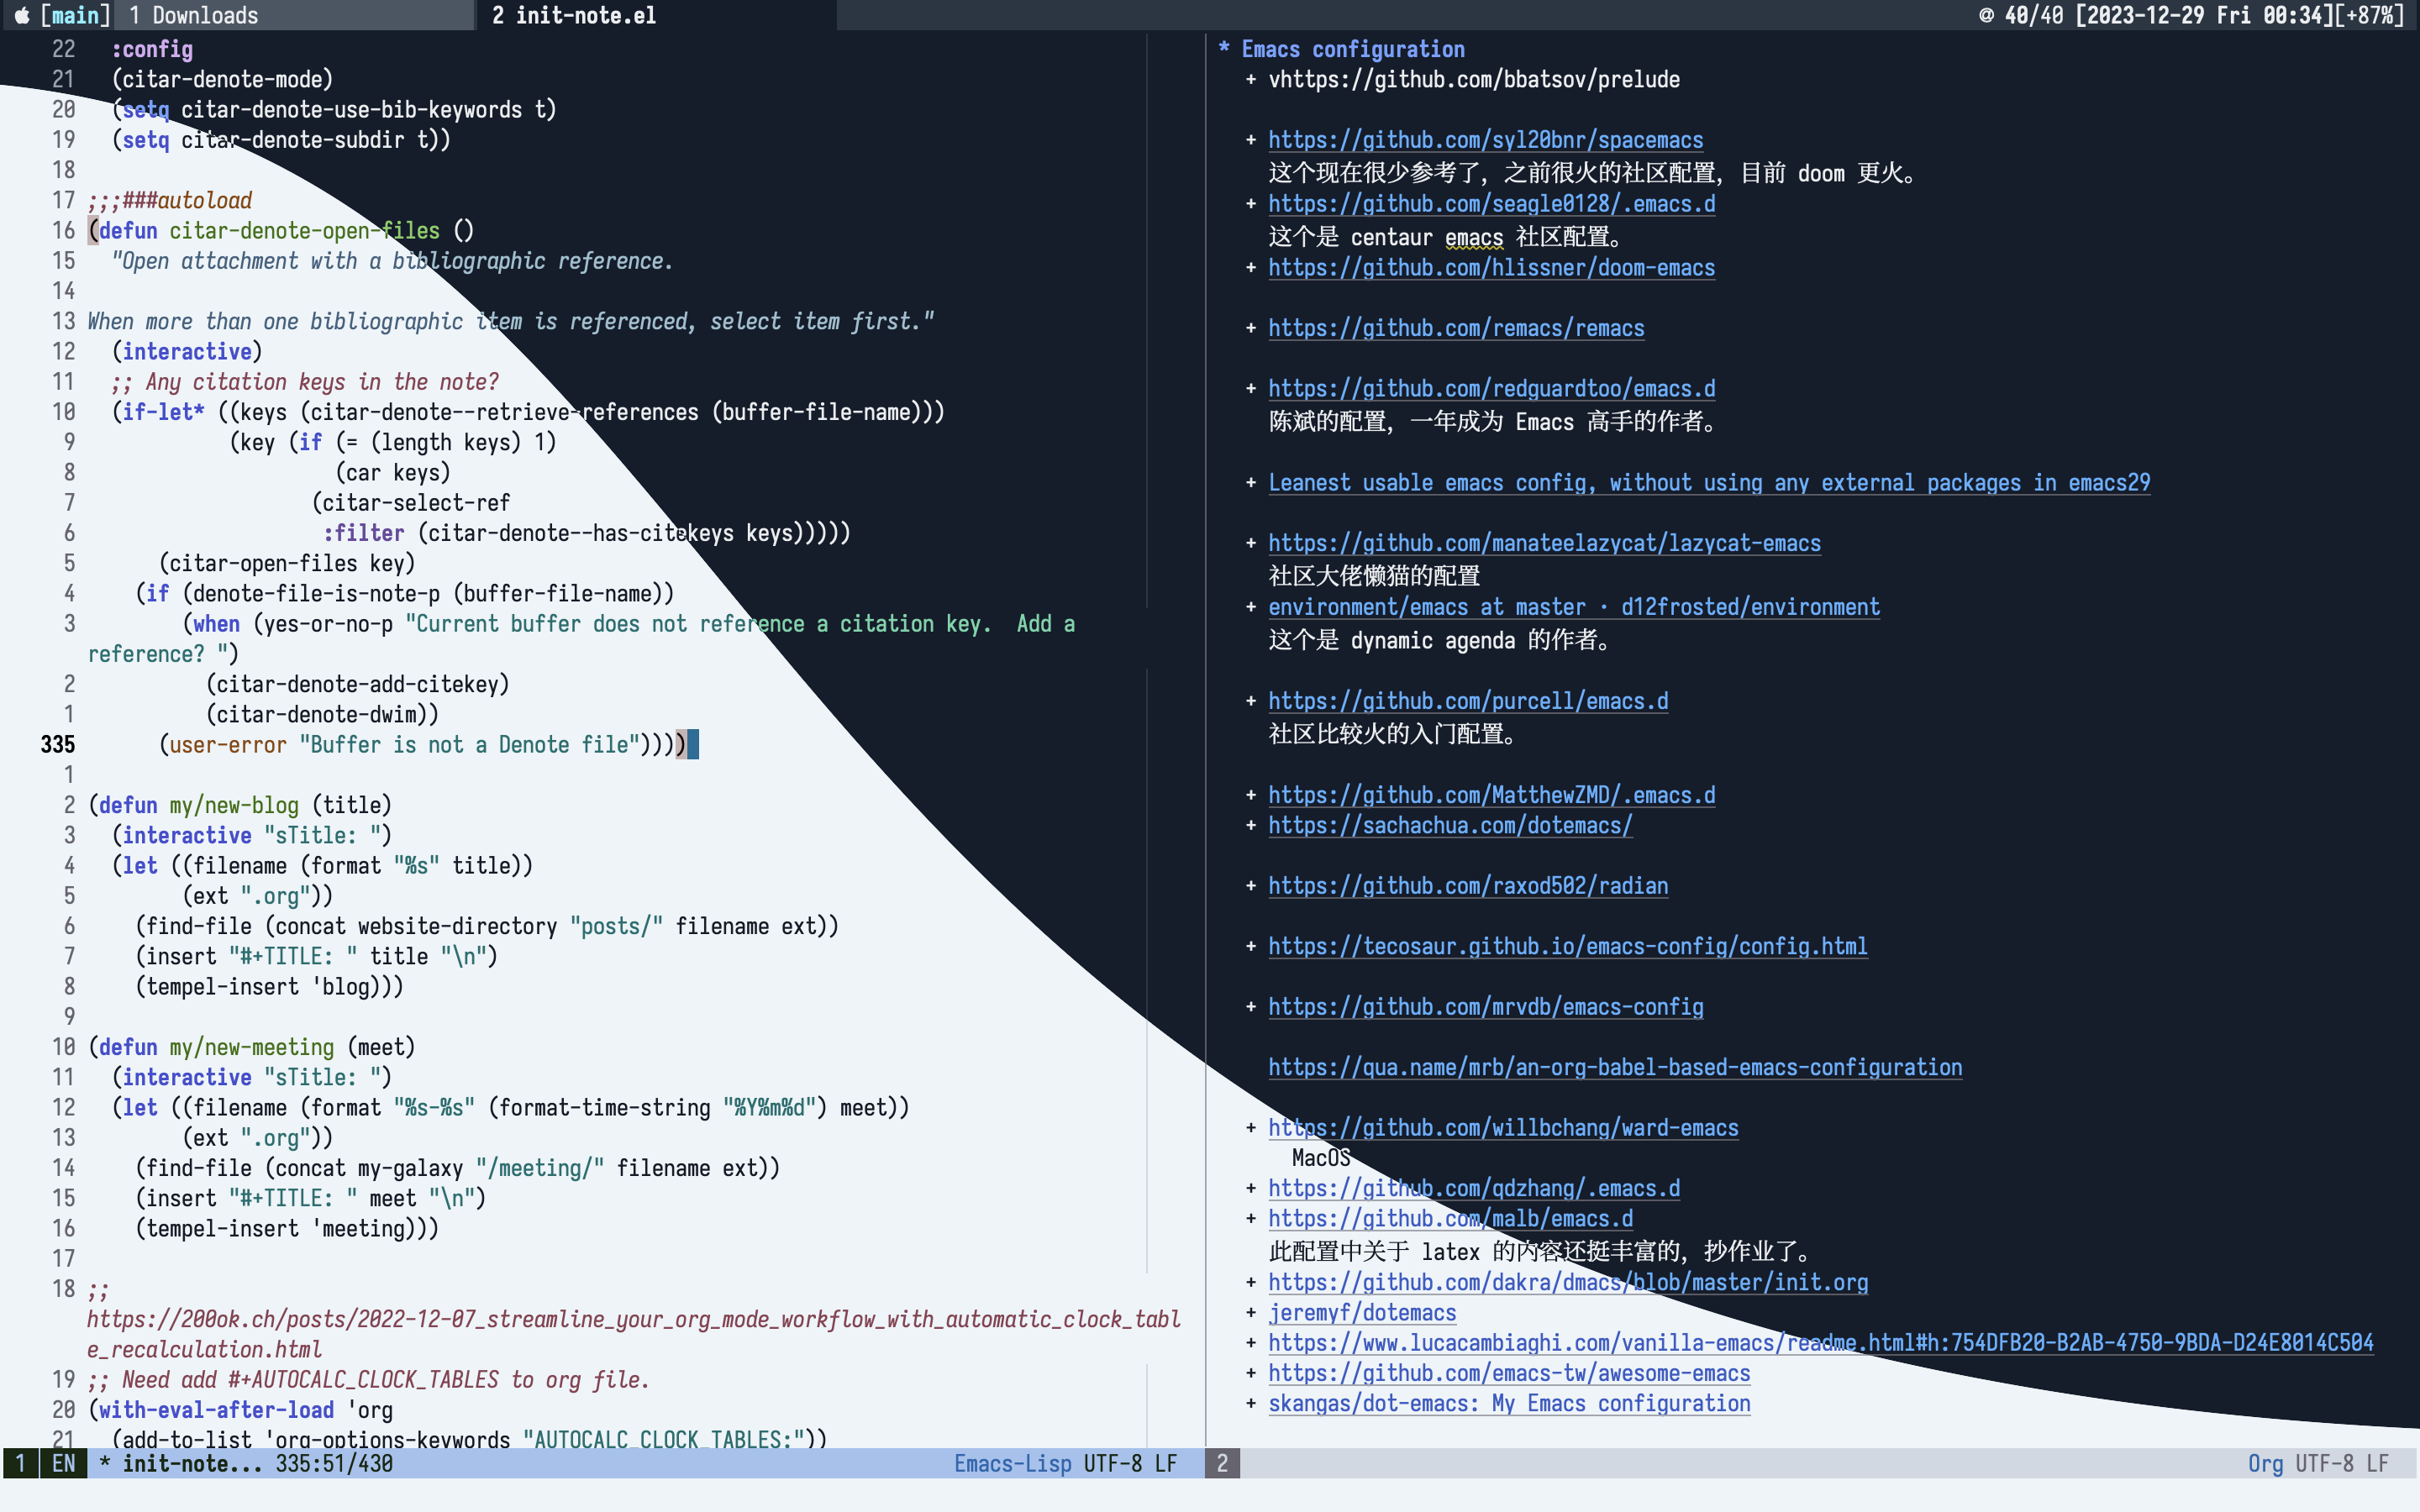 [main] 1 Downloads 2 init-note.el @ 40/40 [2023-12-29 Fri 00:34][+87%]
22 :config
21 (citar-denote-mode)
20 (setq citar-denote-use-bib-keywords t)
19 (setq citar-denote-subdir t))
18
17 ;;;###autoload
16 (defun citar-denote-open-files ()
15 "Open attachment with a bibliographic reference.
14
13 When more than one bibliographic item is referenced, select item first."
12 (interactive)
11 ;; Any citation keys in the note?
10 (if-let* ((keys (citar-denote--retrieve-references (buffer-file-name)))
9 (key (if (= (length keys) 1)
8 (car keys)
7 (citar-select-ref
6 :filter (citar-denote--has-citekeys keys)))))
5 (citar-open-files key)
4 (if (denote-file-is-note-p (buffer-file-name))
3 (when (yes-or-no-p "Current buffer does not reference a citation key.  Add a
reference? ")
2 (citar-denote-add-citekey)
1 (citar-denote-dwim))
335 (user-error "Buffer is not a Denote file"))))
1
2 (defun my/new-blog (title)
3 (interactive "sTitle: ")
4 (let ((filename (format "%s" title))
5 (ext ".org"))
6 (find-file (concat website-directory "posts/" filename ext))
7 (insert "#+TITLE: " title "\n")
8 (tempel-insert 'blog)))
9
10 (defun my/new-meeting (meet)
11 (interactive "sTitle: ")
12 (let ((filename (format "%s-%s" (format-time-string "%Y%m%d") meet))
13 (ext ".org"))
14 (find-file (concat my-galaxy "/meeting/" filename ext))
15 (insert "#+TITLE: " meet "\n")
16 (tempel-insert 'meeting)))
17
18 ;;
https://200ok.ch/posts/2022-12-07_streamline_your_org_mode_workflow_with_automatic_clock_tabl
e_recalculation.html
19 ;; Need add #+AUTOCALC_CLOCK_TABLES to org file.
20 (with-eval-after-load 'org
21 (add-to-list 'org-options-keywords "AUTOCALC_CLOCK_TABLES:"))
1 EN * init-note... 335:51/430 Emacs-Lisp UTF-8 LF
* Emacs configuration
+ vhttps://github.com/bbatsov/prelude
+ https://github.com/syl20bnr/spacemacs
这个现在很少参考了，之前很火的社区配置，目前 doom 更火。
+ https://github.com/seagle0128/.emacs.d
这个是 centaur emacs 社区配置。
+ https://github.com/hlissner/doom-emacs
+ https://github.com/remacs/remacs
+ https://github.com/redguardtoo/emacs.d
陈斌的配置，一年成为 Emacs 高手的作者。
+ Leanest usable emacs config, without using any external packages in emacs29
+ https://github.com/manateelazycat/lazycat-emacs
社区大佬懒猫的配置
+ environment/emacs at master · d12frosted/environment
这个是 dynamic agenda 的作者。
+ https://github.com/purcell/emacs.d
社区比较火的入门配置。
+ https://github.com/MatthewZMD/.emacs.d
+ https://sachachua.com/dotemacs/
+ https://github.com/raxod502/radian
+ https://tecosaur.github.io/emacs-config/config.html
+ https://github.com/mrvdb/emacs-config
https://qua.name/mrb/an-org-babel-based-emacs-configuration
+ https://github.com/willbchang/ward-emacs
MacOS
+ https://github.com/qdzhang/.emacs.d
+ https://github.com/malb/emacs.d
此配置中关于 latex 的内容还挺丰富的，抄作业了。
+ https://github.com/dakra/dmacs/blob/master/init.org
+ jeremyf/dotemacs
+ https://www.lucacambiaghi.com/vanilla-emacs/readme.html#h:754DFB20-B2AB-4750-9BDA-D24E8014C504
+ https://github.com/emacs-tw/awesome-emacs
+ skangas/dot-emacs: My Emacs configuration
2 Org UTF-8 LF